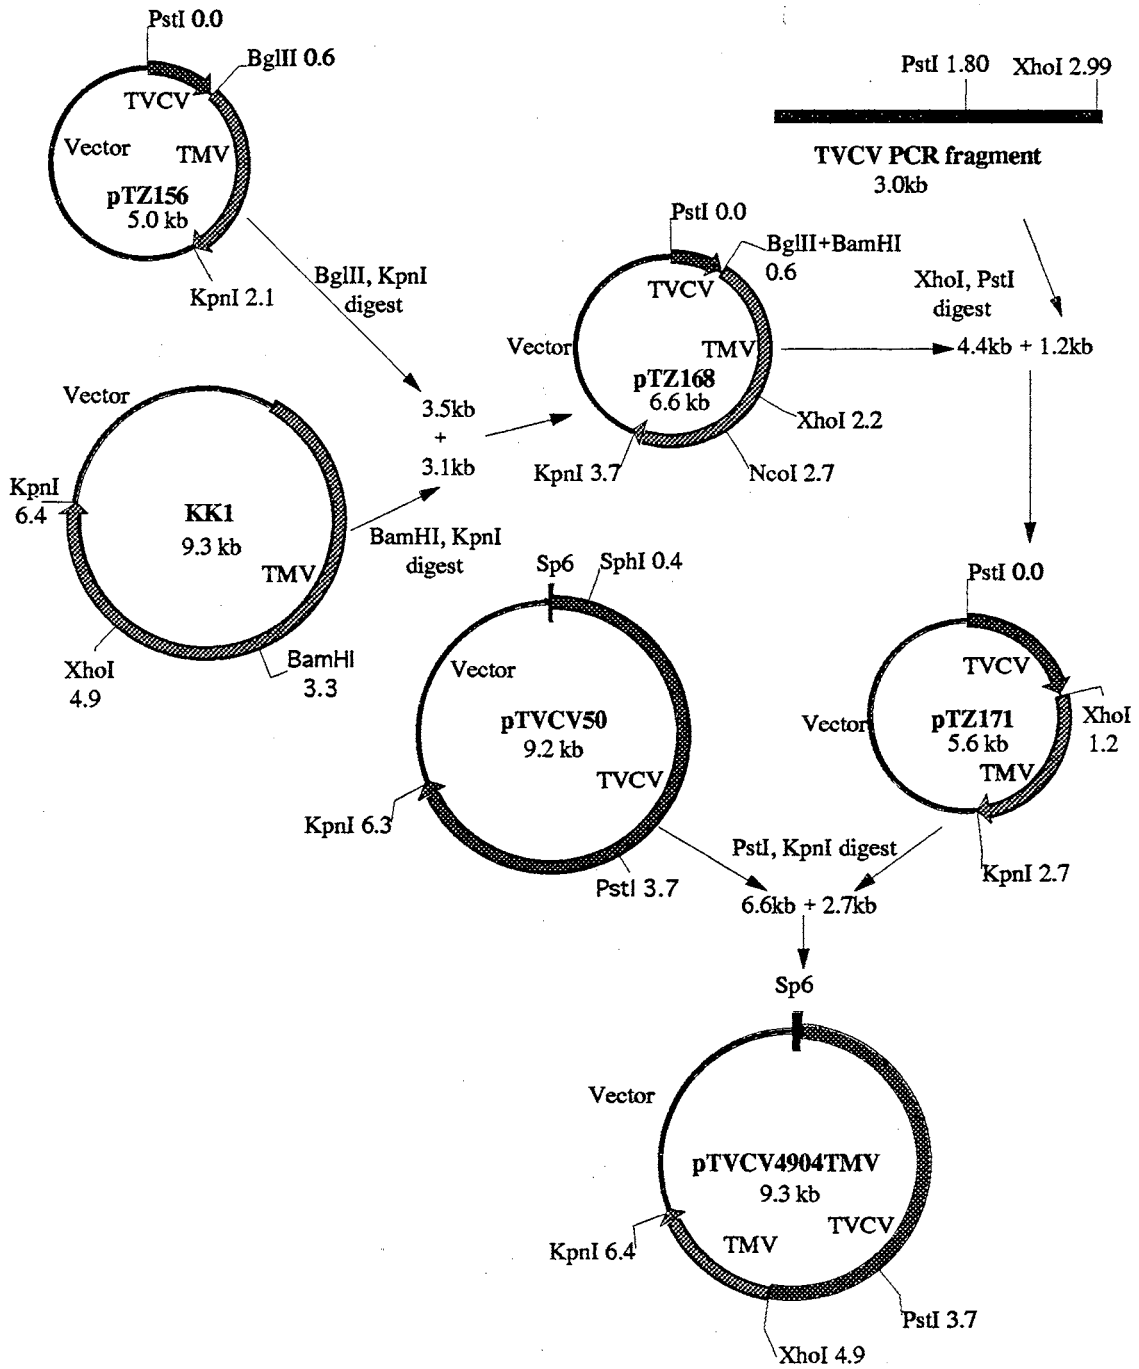 PstI 0.0
BglII 0.6
TVCV
Vector
TMV
pTZ156
5.0 kb
KpnI 2.1
BglII, KpnI
digest
PstI 1.80
XhoI 2.99
TVCV PCR fragment
3.0kb
PstI 0.0
BglII+BamHI
0.6
TVCV
Vector
TMV
pTZ168
6.6 kb
XhoI 2.2
NcoI 2.7
KpnI 3.7
XhoI, PstI
digest
4.4kb + 1.2kb
3.5kb
+
3.1kb
Vector
KpnI
6.4
KK1
9.3 kb
TMV
XhoI
4.9
BamHI
3.3
BamHI, KpnI
digest
Sp6
SphI 0.4
Vector
pTVCV50
9.2 kb
TVCV
KpnI 6.3
PstI 3.7
PstI 0.0
TVCV
Vector
pTZ171
5.6 kb
XhoI
1.2
TMV
KpnI 2.7
PstI, KpnI digest
6.6kb + 2.7kb
Sp6
Vector
pTVCV4904TMV
9.3 kb
TVCV
TMV
KpnI 6.4
PstI 3.7
XhoI 4.9